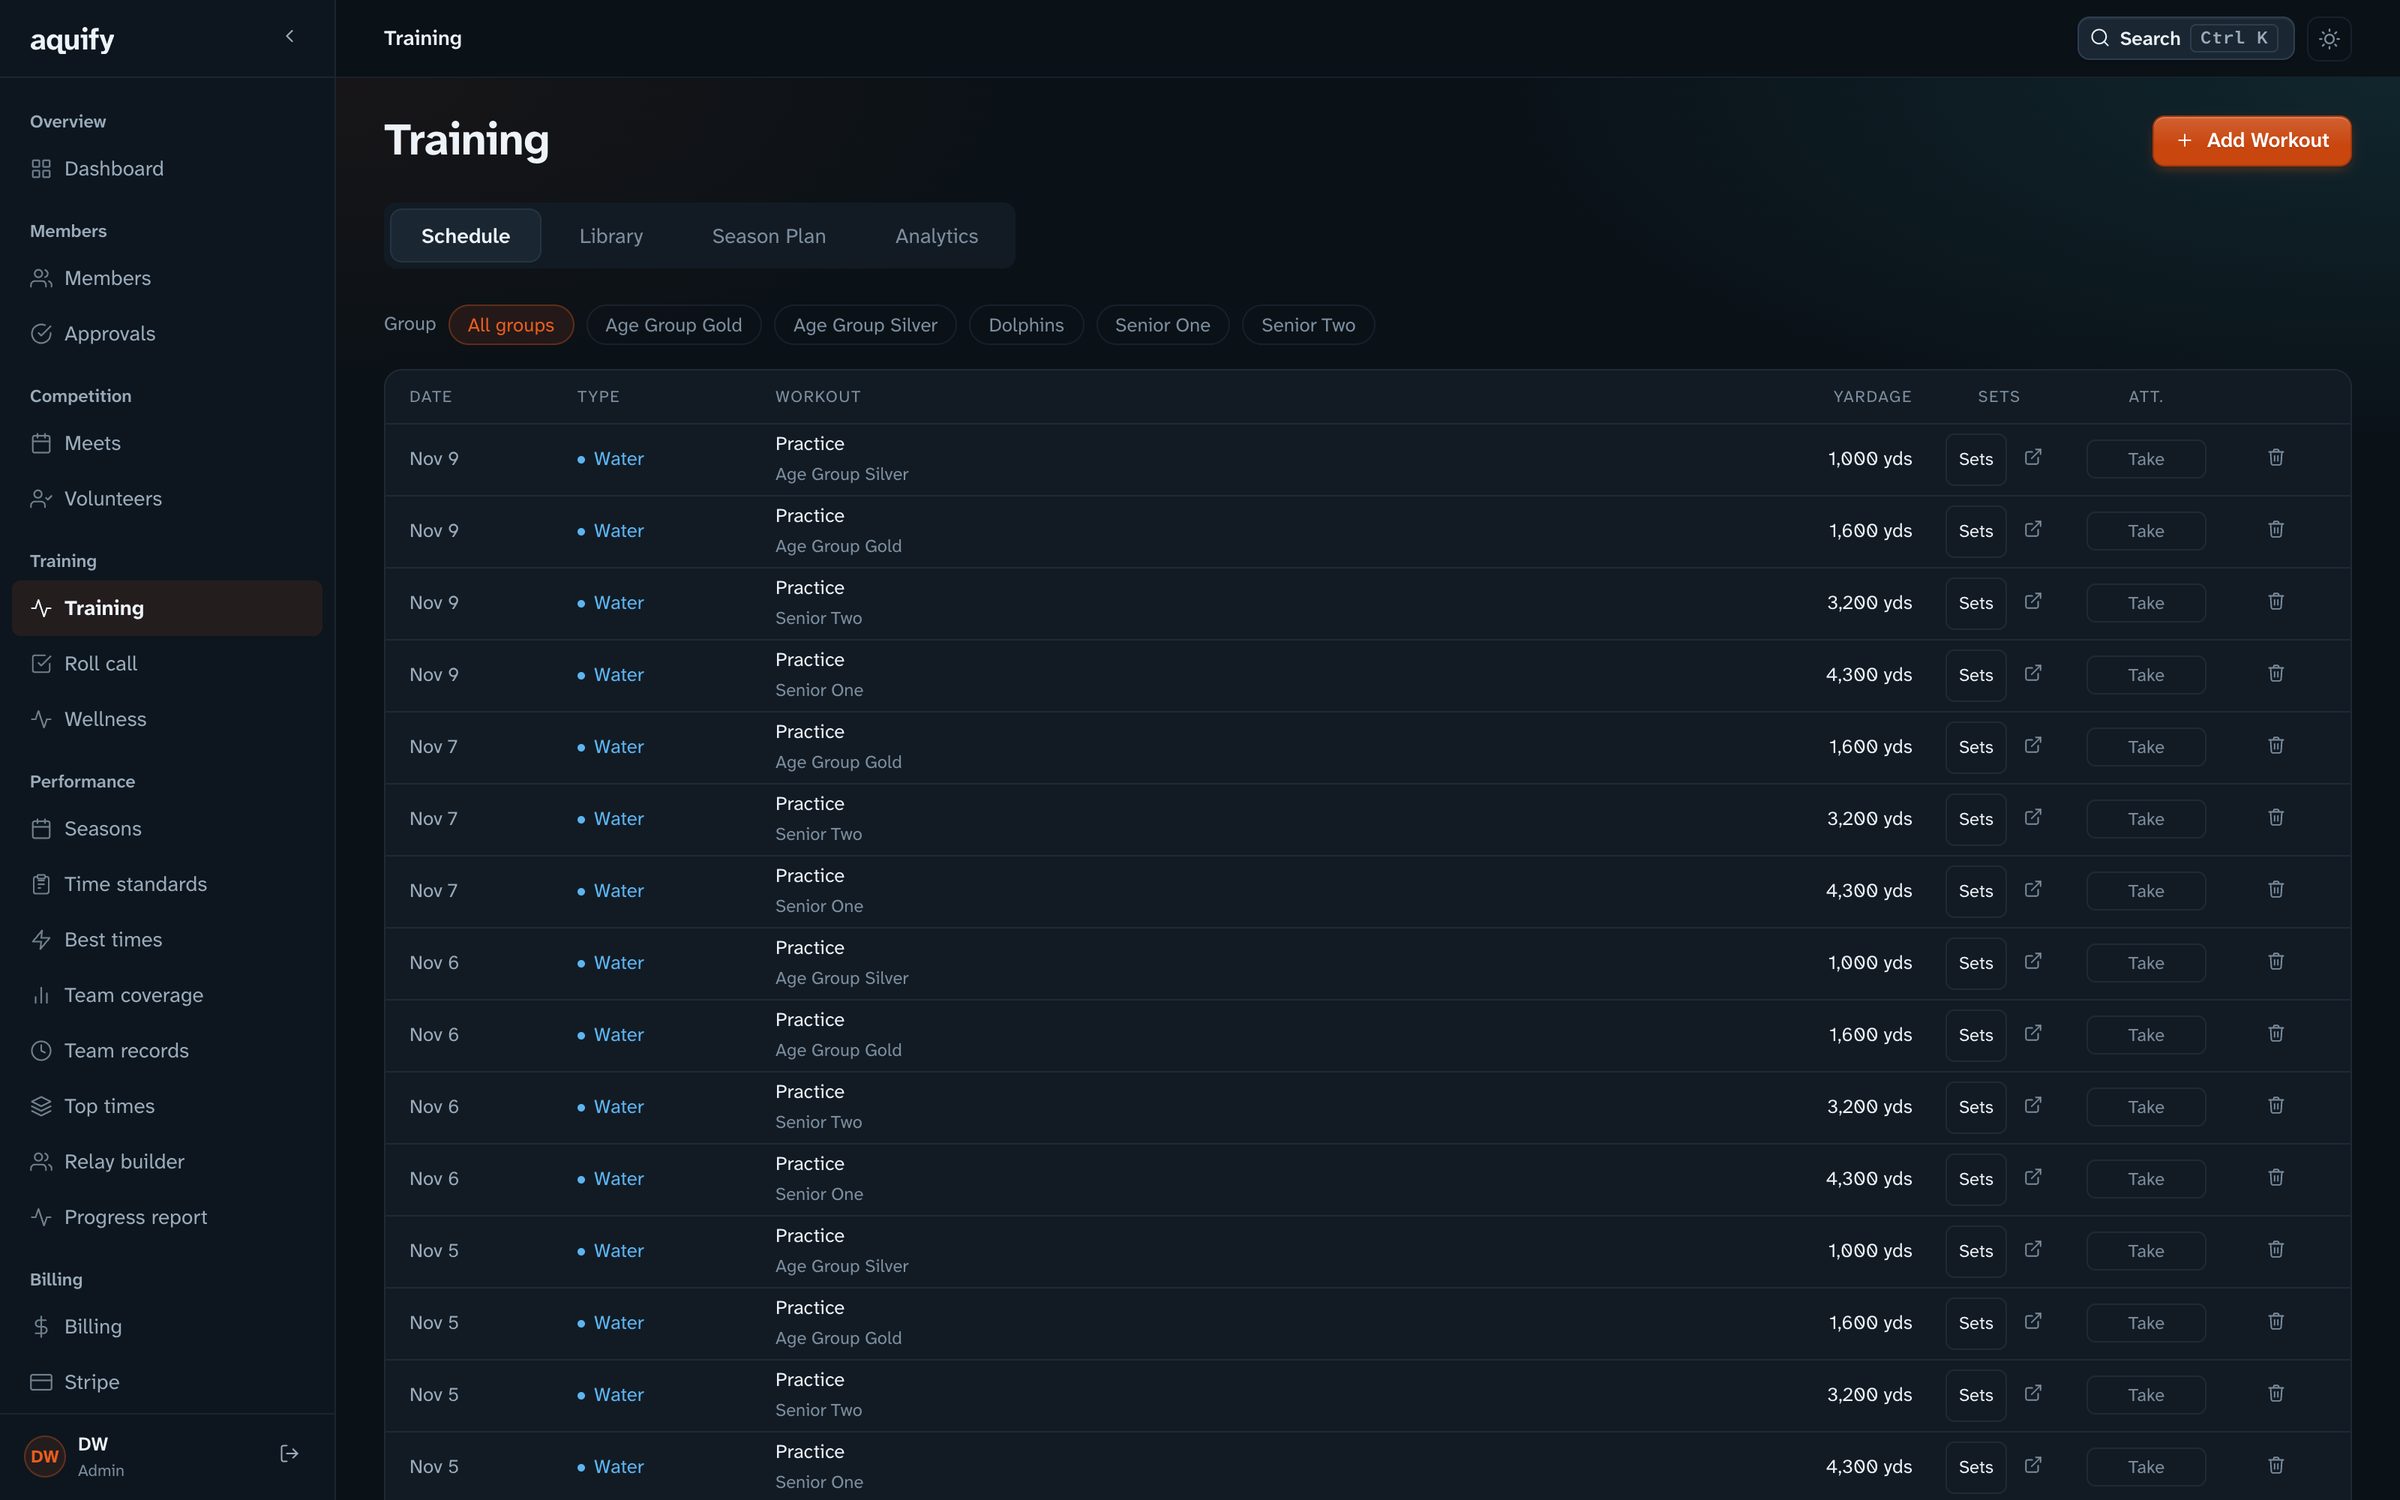 aquify
Training
Search Ctrl K
Overview
Dashboard
Members
Members
Approvals
Competition
Meets
Volunteers
Training
Training
Roll call
Wellness
Performance
Seasons
Time standards
Best times
Team coverage
Team records
Top times
Relay builder
Progress report
Billing
Billing
Stripe
DW
DW
Admin
Training
+ Add Workout
Schedule Library Season Plan Analytics
Group All groups Age Group Gold Age Group Silver Dolphins Senior One Senior Two
DATE TYPE WORKOUT YARDAGE SETS ATT.
Nov 9 Water Practice 1,000 yds Sets Take
Age Group Silver
Nov 9 Water Practice 1,600 yds Sets Take
Age Group Gold
Nov 9 Water Practice 3,200 yds Sets Take
Senior Two
Nov 9 Water Practice 4,300 yds Sets Take
Senior One
Nov 7 Water Practice 1,600 yds Sets Take
Age Group Gold
Nov 7 Water Practice 3,200 yds Sets Take
Senior Two
Nov 7 Water Practice 4,300 yds Sets Take
Senior One
Nov 6 Water Practice 1,000 yds Sets Take
Age Group Silver
Nov 6 Water Practice 1,600 yds Sets Take
Age Group Gold
Nov 6 Water Practice 3,200 yds Sets Take
Senior Two
Nov 6 Water Practice 4,300 yds Sets Take
Senior One
Nov 5 Water Practice 1,000 yds Sets Take
Age Group Silver
Nov 5 Water Practice 1,600 yds Sets Take
Age Group Gold
Nov 5 Water Practice 3,200 yds Sets Take
Senior Two
Nov 5 Water Practice 4,300 yds Sets Take
Senior One